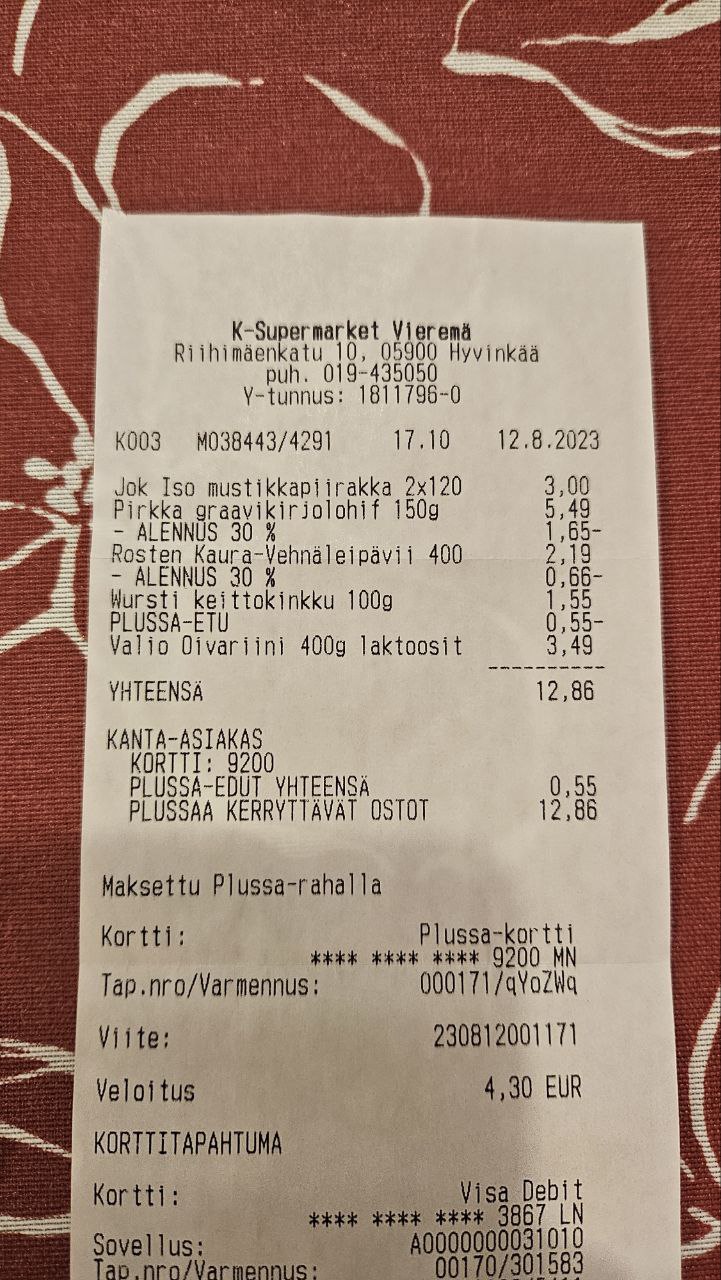 K-Supermarket Vieremä
Riihimäenkatu 10, 05900 Hyvinkää
puh. 019-435050
Y-tunnus: 1811796-0
K003 M038443/4291 17.10 12.8.2023
Jok Iso mustikkapiirakka 2x120 3,00
Pirkka graavikirjolohif 150g 5,49
- ALENNUS 30 % 1,65-
Rosten Kaura-Vehnäleipävii 400 2,19
- ALENNUS 30 % 0,66-
Wursti keittokinkku 100g 1,55
PLUSSA-ETU 0,55-
Valio Oivariini 400g laktoosit 3,49
----------
YHTEENSÄ 12,86
KANTA-ASIAKAS
KORTTI: 9200
PLUSSA-EDUT YHTEENSÄ 0,55
PLUSSAA KERRYTTÄVÄT OSTOT 12,86
Maksettu Plussa-rahalla
Kortti: Plussa-kortti
**** **** **** 9200 MN
Tap.nro/Varmennus: 000171/qYoZWq
Viite: 230812001171
Veloitus 4,30 EUR
KORTTITAPAHTUMA
Kortti: Visa Debit
**** **** **** 3867 LN
Sovellus: A0000000031010
Tap.nro/Varmennus: 00170/301583